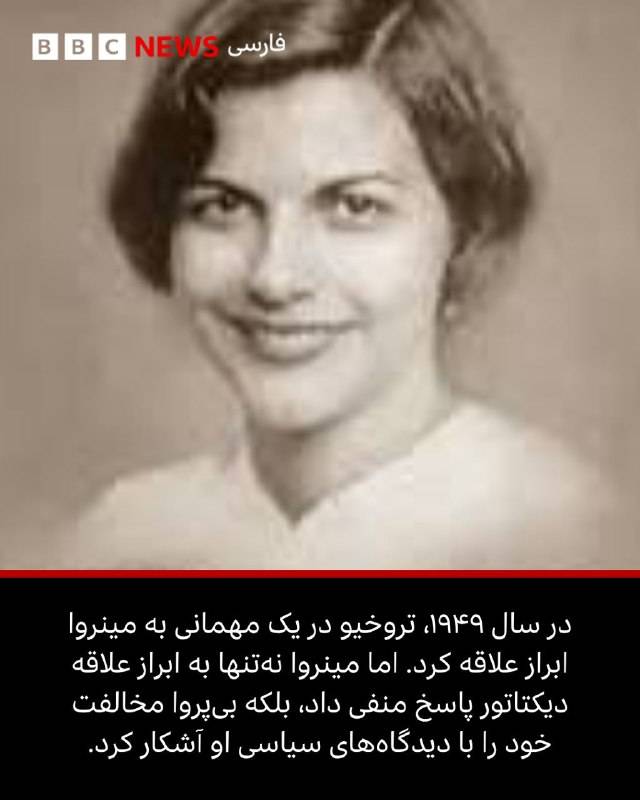 BBC NEWS فارسی
در سال ۱۹۴۹، تروخیو در یک مهمانی به مینروا
ابراز علاقه کرد. اما مینروا نه‌تنها به ابراز علاقه
دیکتاتور پاسخ منفی داد، بلکه بی‌پروا مخالفت
خود را با دیدگاه‌های سیاسی او آشکار کرد.